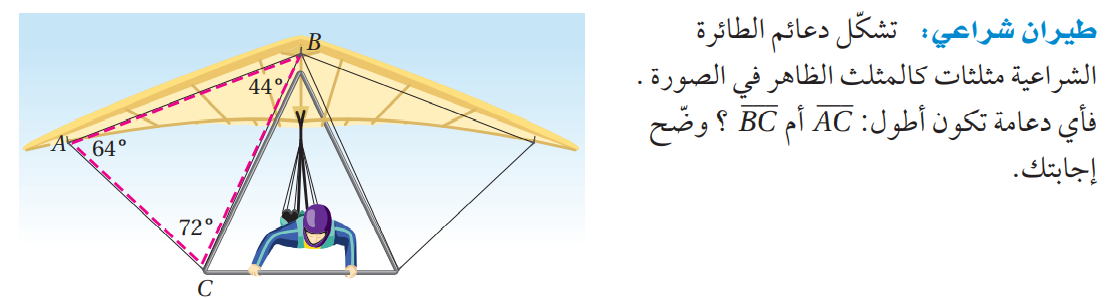 طيران شراعي: تشكّل دعائم الطائرة
الشراعية مثلثات كالمثلث الظاهر في الصورة .
فأي دعامة تكون أطول: AC أم BC ؟ وضّح
إجابتك.
B
44°
A
64°
72°
C